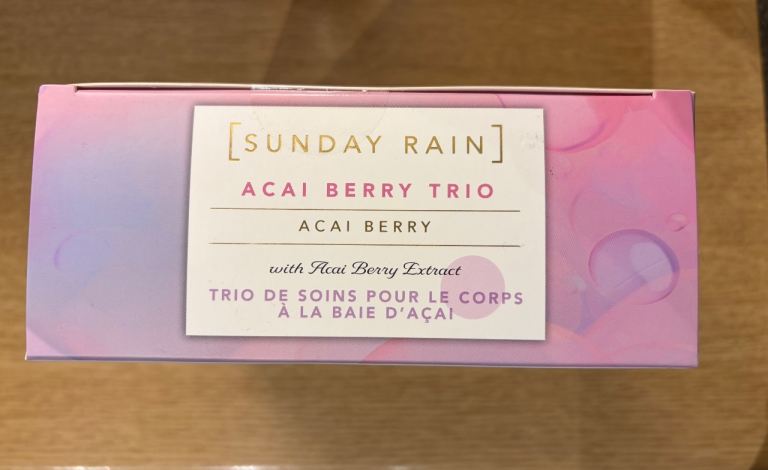 [SUNDAY RAIN]
ACAI BERRY TRIO
ACAI BERRY
with Acai Berry Extract
TRIO DE SOINS POUR LE CORPS
À LA BAIE D'AÇAI